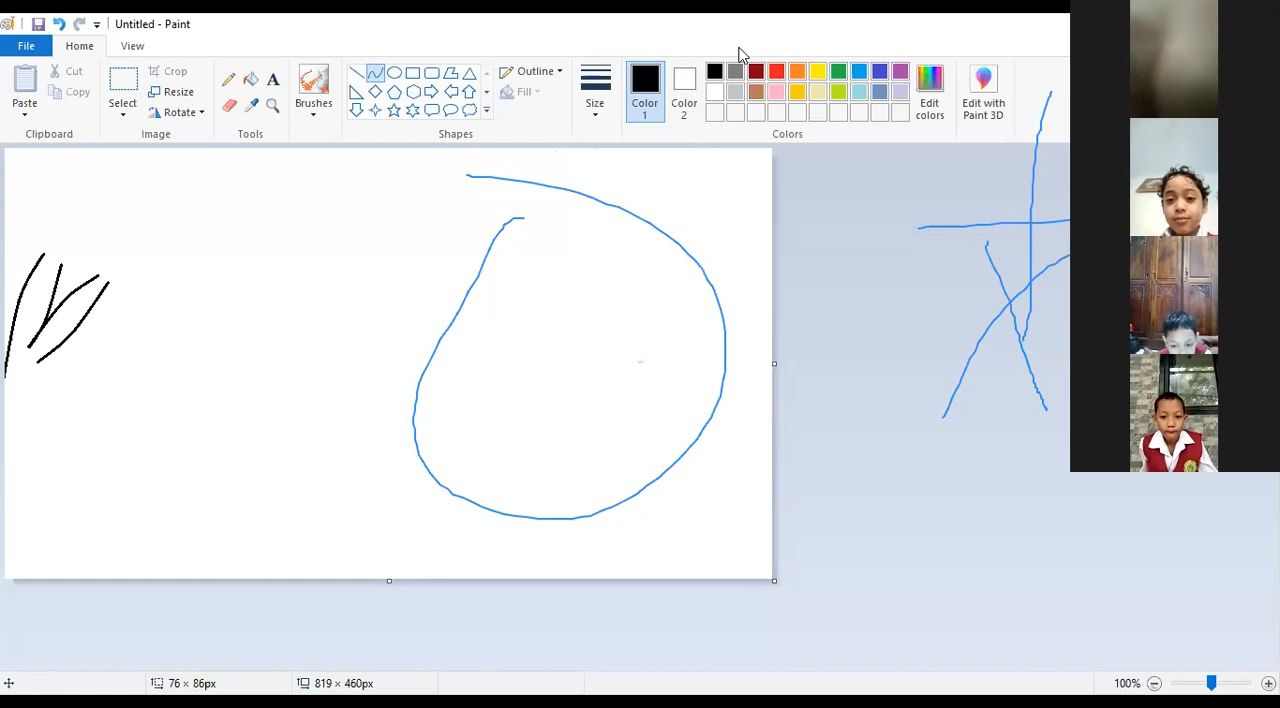 Untitled - Paint
File
Home
View
Paste
Cut
Copy
Clipboard
Select
Crop
Resize
Rotate
Image
A
Tools
Brushes
Outline
Fill
Shapes
Size
Color
1
Color
2
Colors
Edit
colors
Edit with
Paint 3D
76 × 86px
819 × 460px
100%